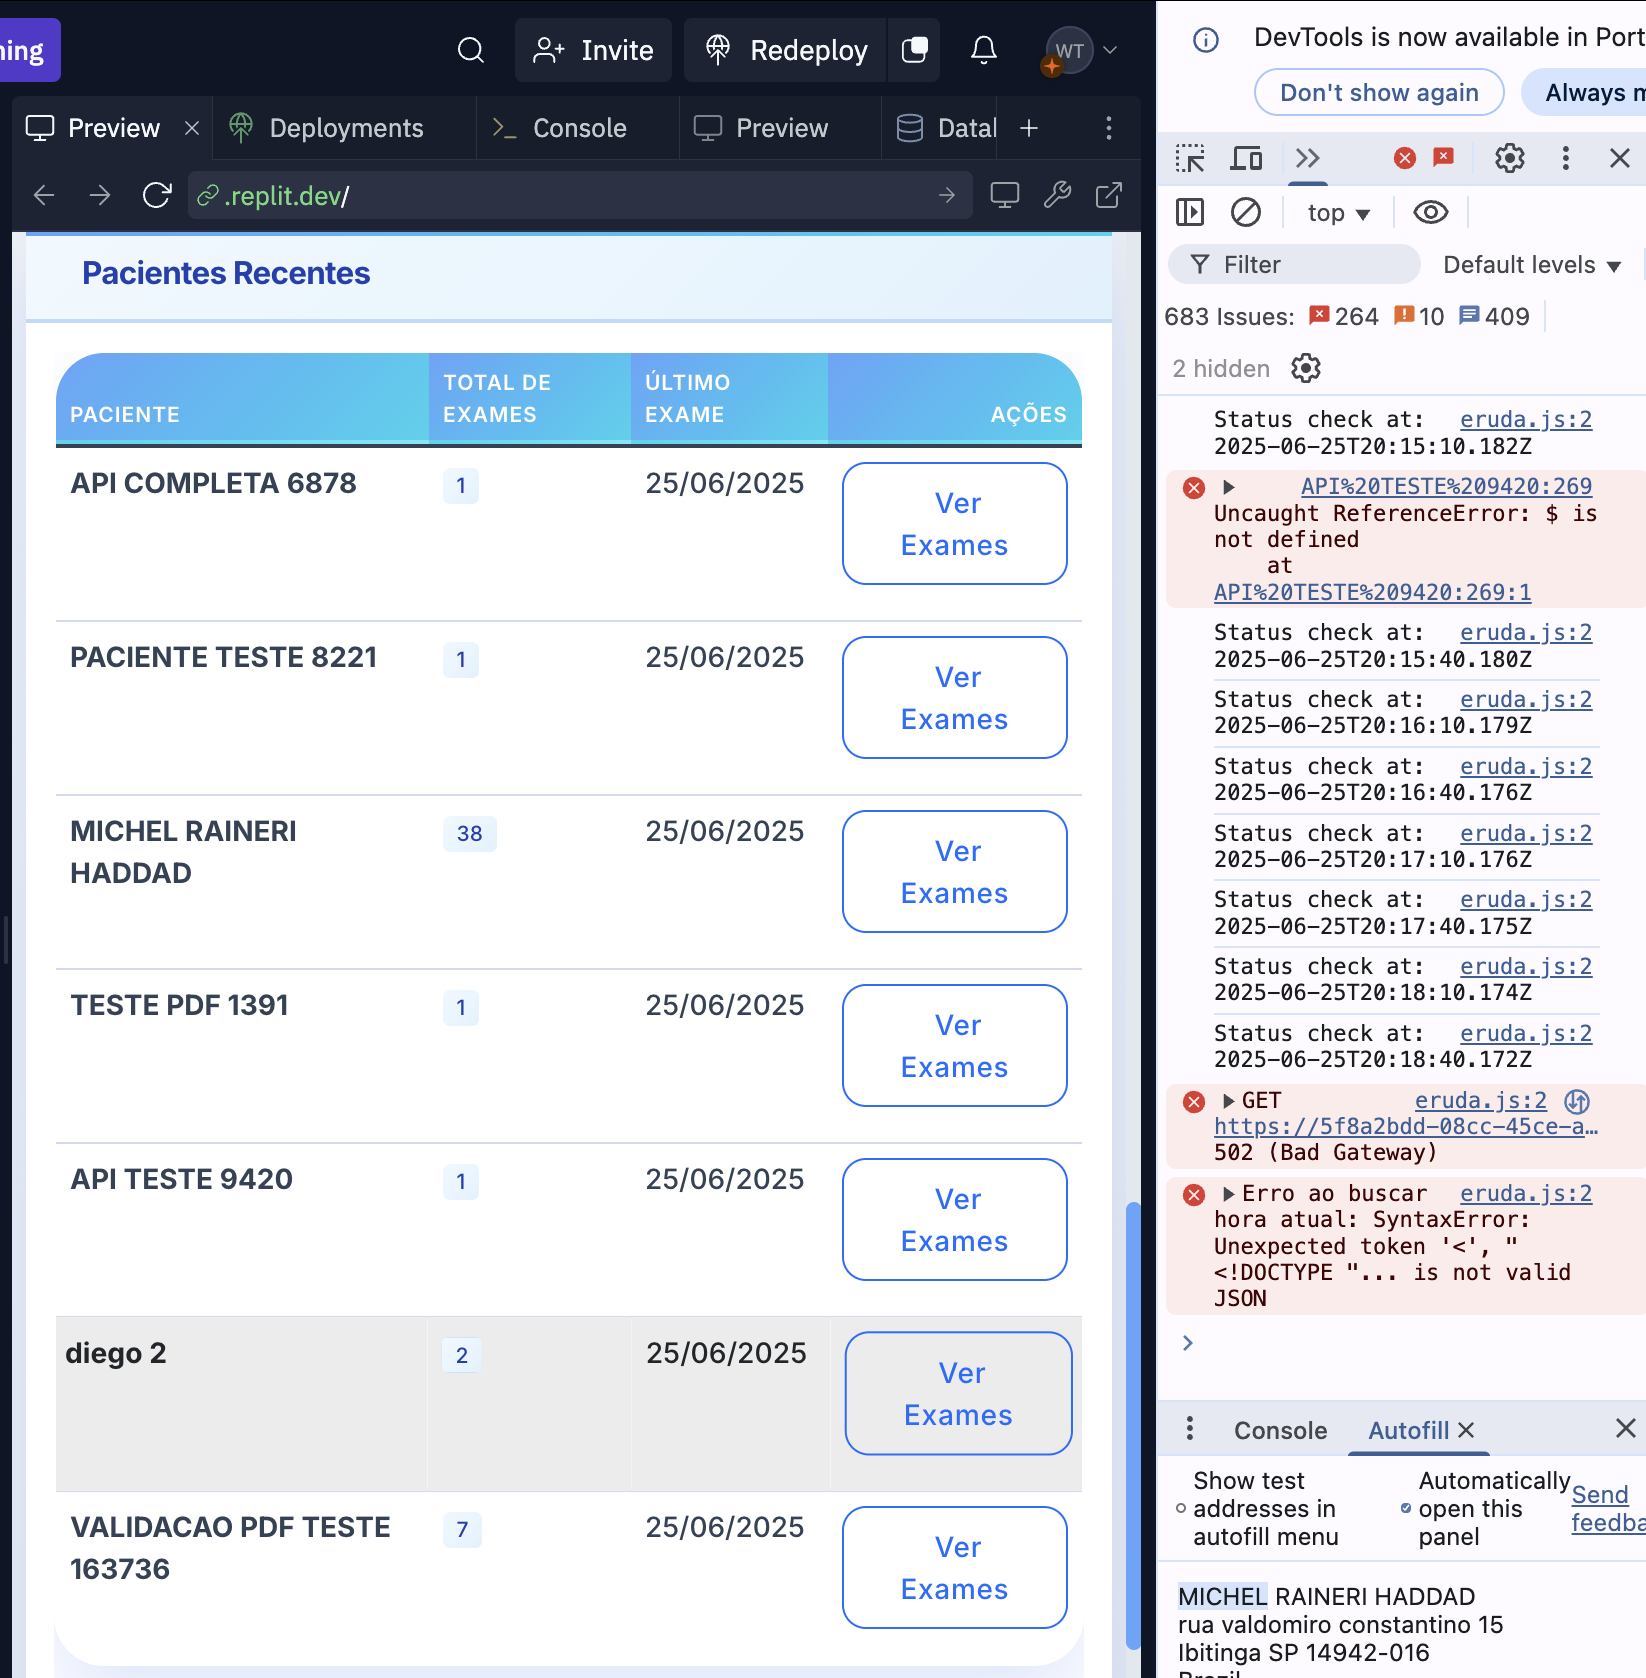 ning
Invite
Redeploy
WT
Preview
Deployments
Console
Preview
Datal
.replit.dev/
Pacientes Recentes
PACIENTE
TOTAL DE
EXAMES
ÚLTIMO
EXAME
AÇÕES
API COMPLETA 6878
1
25/06/2025
Ver
Exames
PACIENTE TESTE 8221
1
25/06/2025
Ver
Exames
MICHEL RAINERI
HADDAD
38
25/06/2025
Ver
Exames
TESTE PDF 1391
1
25/06/2025
Ver
Exames
API TESTE 9420
1
25/06/2025
Ver
Exames
diego 2
2
25/06/2025
Ver
Exames
VALIDACAO PDF TESTE
163736
7
25/06/2025
Ver
Exames
DevTools is now available in Port
Don't show again
Always m
top
Filter
Default levels
683 Issues: 264 10 409
2 hidden
Status check at: eruda.js:2
2025-06-25T20:15:10.182Z
API%20TESTE%209420:269
Uncaught ReferenceError: $ is
not defined
at
API%20TESTE%209420:269:1
Status check at: eruda.js:2
2025-06-25T20:15:40.180Z
Status check at: eruda.js:2
2025-06-25T20:16:10.179Z
Status check at: eruda.js:2
2025-06-25T20:16:40.176Z
Status check at: eruda.js:2
2025-06-25T20:17:10.176Z
Status check at: eruda.js:2
2025-06-25T20:17:40.175Z
Status check at: eruda.js:2
2025-06-25T20:18:10.174Z
Status check at: eruda.js:2
2025-06-25T20:18:40.172Z
GET eruda.js:2
https://5f8a2bdd-08cc-45ce-a…
502 (Bad Gateway)
Erro ao buscar eruda.js:2
hora atual: SyntaxError:
Unexpected token '<', "
<!DOCTYPE "... is not valid
JSON
Console
Autofill
Show test
addresses in
autofill menu
Automatically
open this
panel
Send
feedba
MICHEL RAINERI HADDAD
rua valdomiro constantino 15
Ibitinga SP 14942-016
Brazil